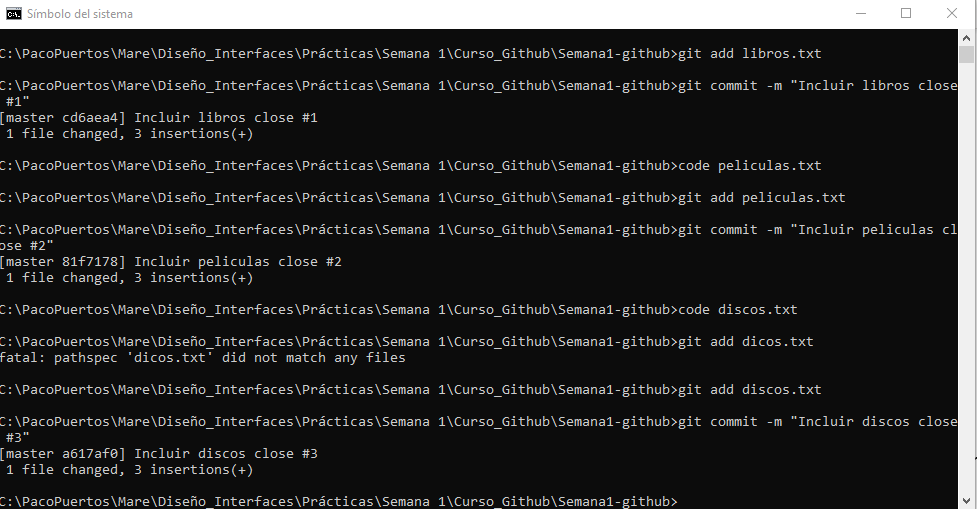 Símbolo del sistema
C:\PacoPuertos\Mare\Diseño_Interfaces\Prácticas\Semana 1\Curso_Github\Semana1-github>git add libros.txt
C:\PacoPuertos\Mare\Diseño_Interfaces\Prácticas\Semana 1\Curso_Github\Semana1-github>git commit -m "Incluir libros close
 #1"
[master cd6aea4] Incluir libros close #1
 1 file changed, 3 insertions(+)
C:\PacoPuertos\Mare\Diseño_Interfaces\Prácticas\Semana 1\Curso_Github\Semana1-github>code peliculas.txt
C:\PacoPuertos\Mare\Diseño_Interfaces\Prácticas\Semana 1\Curso_Github\Semana1-github>git add peliculas.txt
C:\PacoPuertos\Mare\Diseño_Interfaces\Prácticas\Semana 1\Curso_Github\Semana1-github>git commit -m "Incluir peliculas cl
ose #2"
[master 81f7178] Incluir peliculas close #2
 1 file changed, 3 insertions(+)
C:\PacoPuertos\Mare\Diseño_Interfaces\Prácticas\Semana 1\Curso_Github\Semana1-github>code discos.txt
C:\PacoPuertos\Mare\Diseño_Interfaces\Prácticas\Semana 1\Curso_Github\Semana1-github>git add dicos.txt
fatal: pathspec 'dicos.txt' did not match any files
C:\PacoPuertos\Mare\Diseño_Interfaces\Prácticas\Semana 1\Curso_Github\Semana1-github>git add discos.txt
C:\PacoPuertos\Mare\Diseño_Interfaces\Prácticas\Semana 1\Curso_Github\Semana1-github>git commit -m "Incluir discos close
 #3"
[master a617af0] Incluir discos close #3
 1 file changed, 3 insertions(+)
C:\PacoPuertos\Mare\Diseño_Interfaces\Prácticas\Semana 1\Curso_Github\Semana1-github>